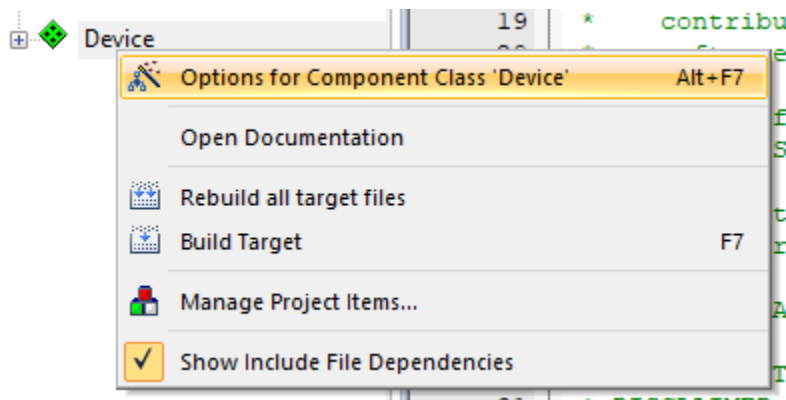 19 * contribu
Device
Options for Component Class 'Device' Alt+F7
Open Documentation
Rebuild all target files
Build Target F7
Manage Project Items...
Show Include File Dependencies